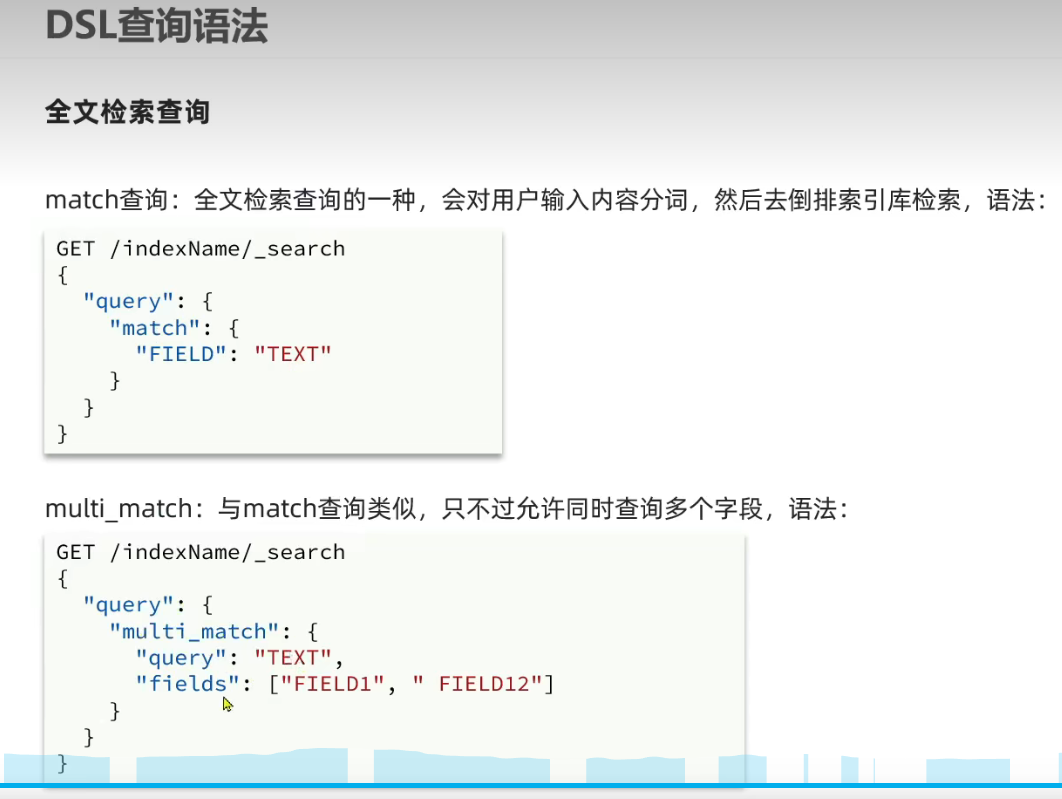 DSL查询语法
全文检索查询
match查询：全文检索查询的一种，会对用户输入内容分词，然后去倒排索引库检索，语法：
GET /indexName/_search
{
  "query": {
    "match": {
      "FIELD": "TEXT"
    }
  }
}
multi_match：与match查询类似，只不过允许同时查询多个字段，语法：
GET /indexName/_search
{
  "query": {
    "multi_match": {
      "query": "TEXT",
      "fields": ["FIELD1", " FIELD12"]
    }
  }
}